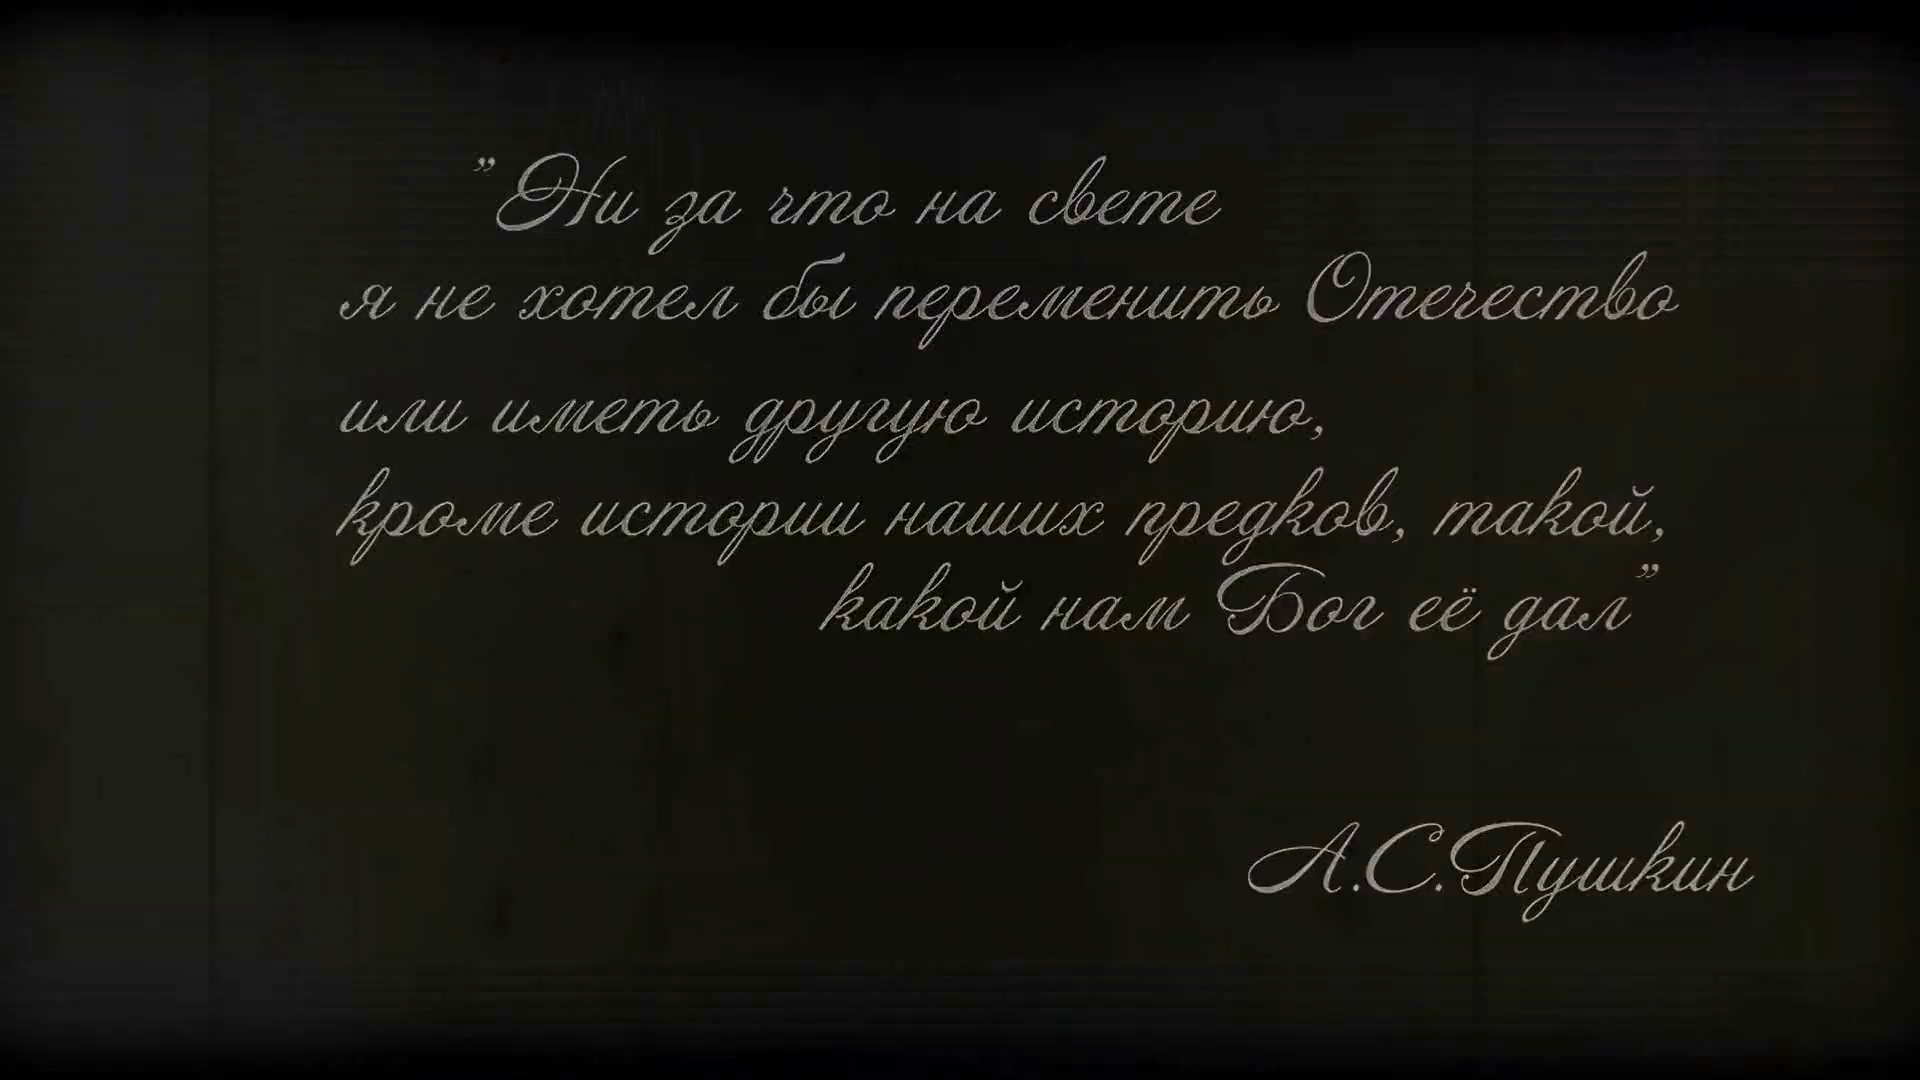 ”Ни за что на свете
я не хотел бы переменить Отечество
или иметь другую историю,
кроме истории наших предков, такой,
какой нам Бог её дал”
А.С.Пушкин